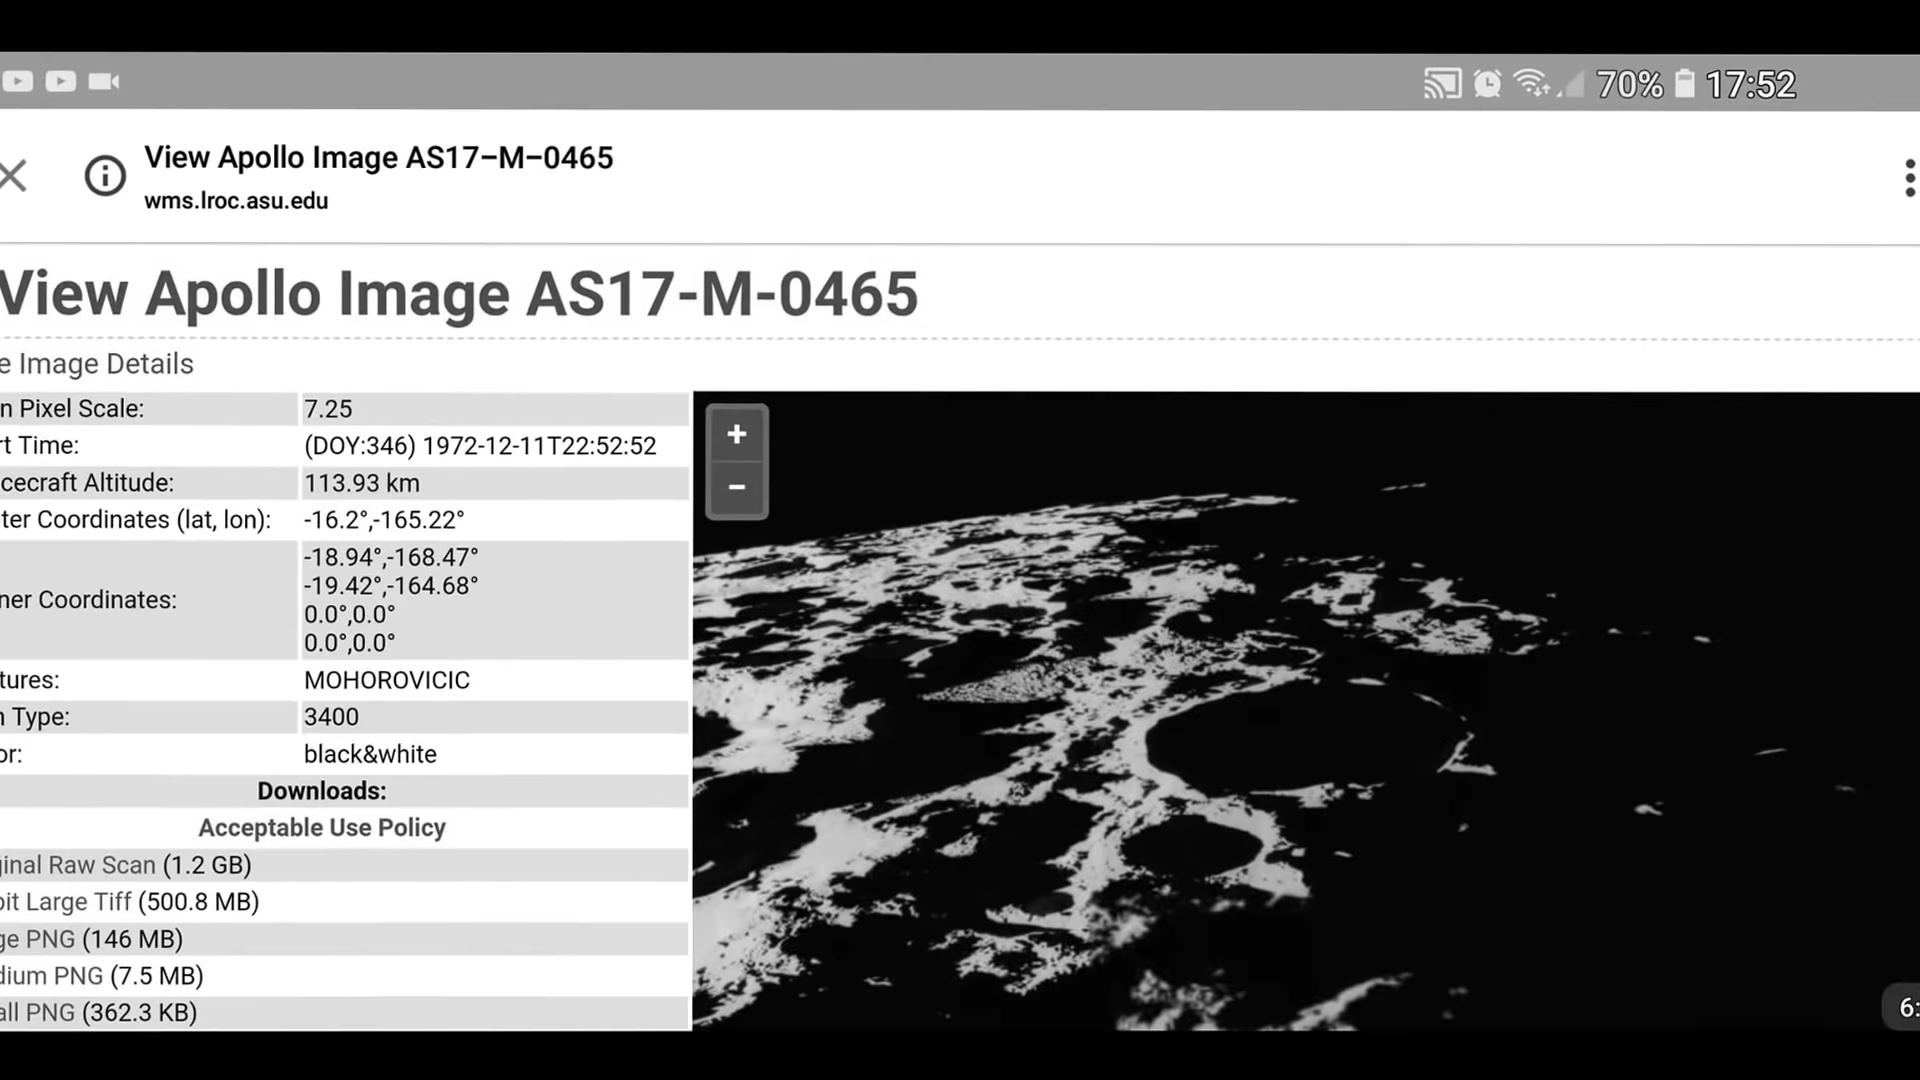 70% 17:52
View Apollo Image AS17-M-0465
wms.lroc.asu.edu
View Apollo Image AS17-M-0465
e Image Details
n Pixel Scale: 7.25
rt Time: (DOY:346) 1972-12-11T22:52:52
cecraft Altitude: 113.93 km
ter Coordinates (lat, lon): -16.2°,-165.22°
ner Coordinates:
-18.94°,-168.47°
-19.42°,-164.68°
0.0°,0.0°
0.0°,0.0°
tures: MOHOROVICIC
n Type: 3400
or: black&white
Downloads:
Acceptable Use Policy
ginal Raw Scan (1.2 GB)
bit Large Tiff (500.8 MB)
ge PNG (146 MB)
dium PNG (7.5 MB)
all PNG (362.3 KB)
+
-
6: